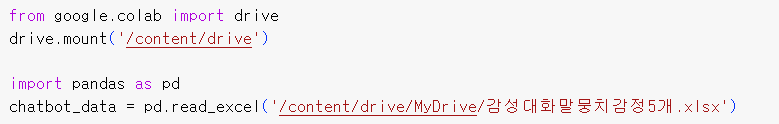 from google.colab import drive
drive.mount('/content/drive')
import pandas as pd
chatbot_data = pd.read_excel('/content/drive/MyDrive/감성대화말뭉치감정5개.xlsx')